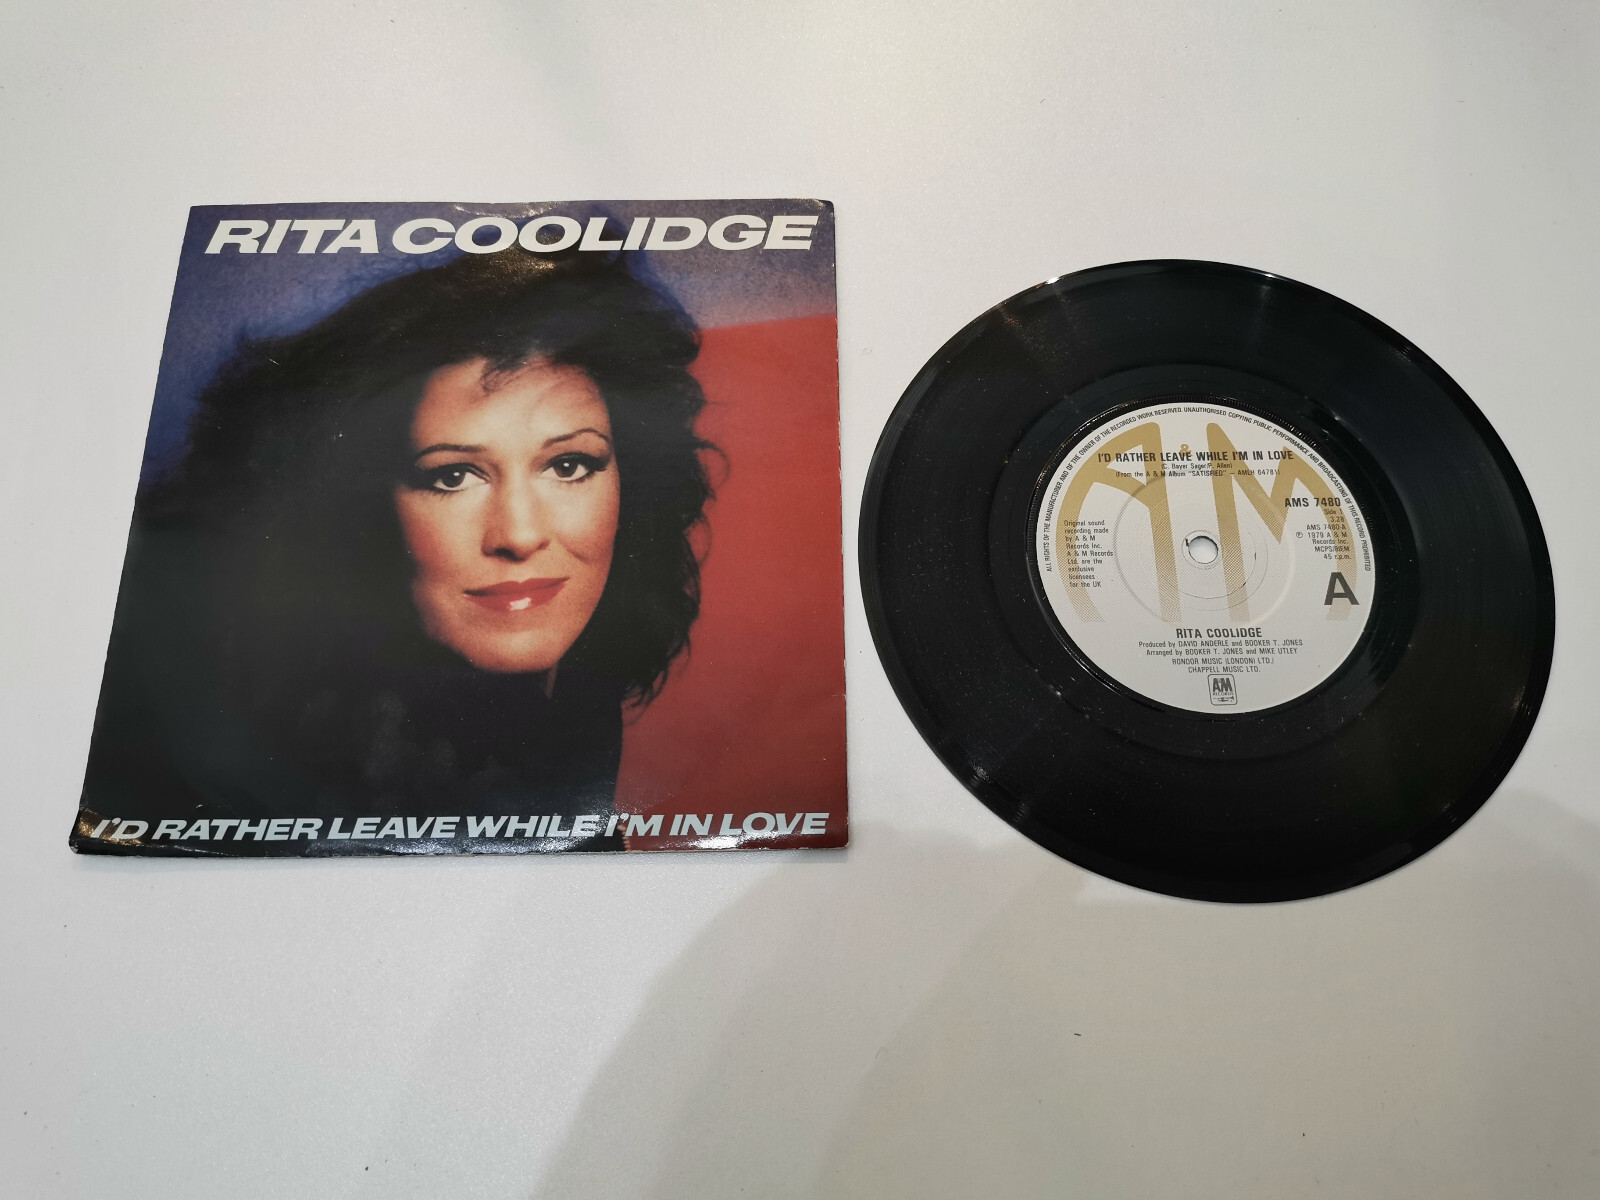 RITA COOLIDGE
I'D RATHER LEAVE WHILE I'M IN LOVE
ALL RIGHTS OF THE MANUFACTURER AND OF THE OWNER OF THE RECORDED WORK RESERVED. UNAUTHORISED COPYING PUBLIC PERFORMANCE AND BROADCASTING OF THIS RECORD PROHIBITED
&
I'D RATHER LEAVE WHILE I'M IN LOVE
(C. Bayer Sager/P. Allen)
(From the A & M Album "SATISFIED" — AMLH 64781)
AMS 7480
Side 1
3.28
AMS 7480-A
℗ 1979 A & M
Records Inc.
MCPS/BIEM
45 r.p.m.
A
Original sound
recording made
by A & M
Records Inc.
A & M Records
Ltd. are the
exclusive
licensees
for the UK
RITA COOLIDGE
Produced by DAVID ANDERLE and BOOKER T. JONES
Arranged by BOOKER T. JONES and MIKE UTLEY
RONDOR MUSIC (LONDON) LTD./
CHAPPELL MUSIC LTD.
A&M
RECORDS